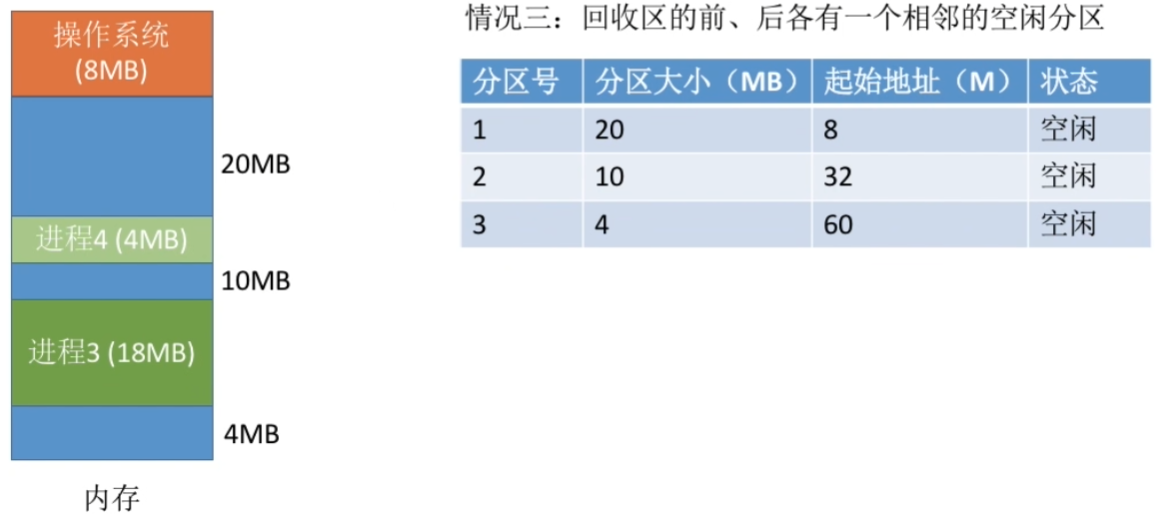 操作系统
(8MB)
20MB
进程4 (4MB)
10MB
进程3 (18MB)
4MB
内存
情况三：回收区的前、后各有一个相邻的空闲分区
分区号 分区大小（MB） 起始地址（M） 状态
1 20 8 空闲
2 10 32 空闲
3 4 60 空闲